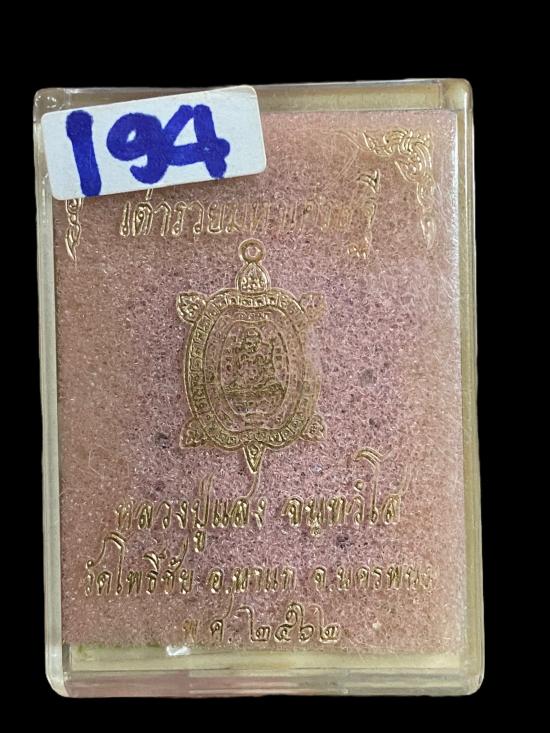 194
เต่ารวยมหาเศรษฐี
หลวงปู่แสง จนฺทวํโส
วัดโพธิ์ชัย อ.นาแก จ.นครพนม
พ.ศ. ๒๕๖๒